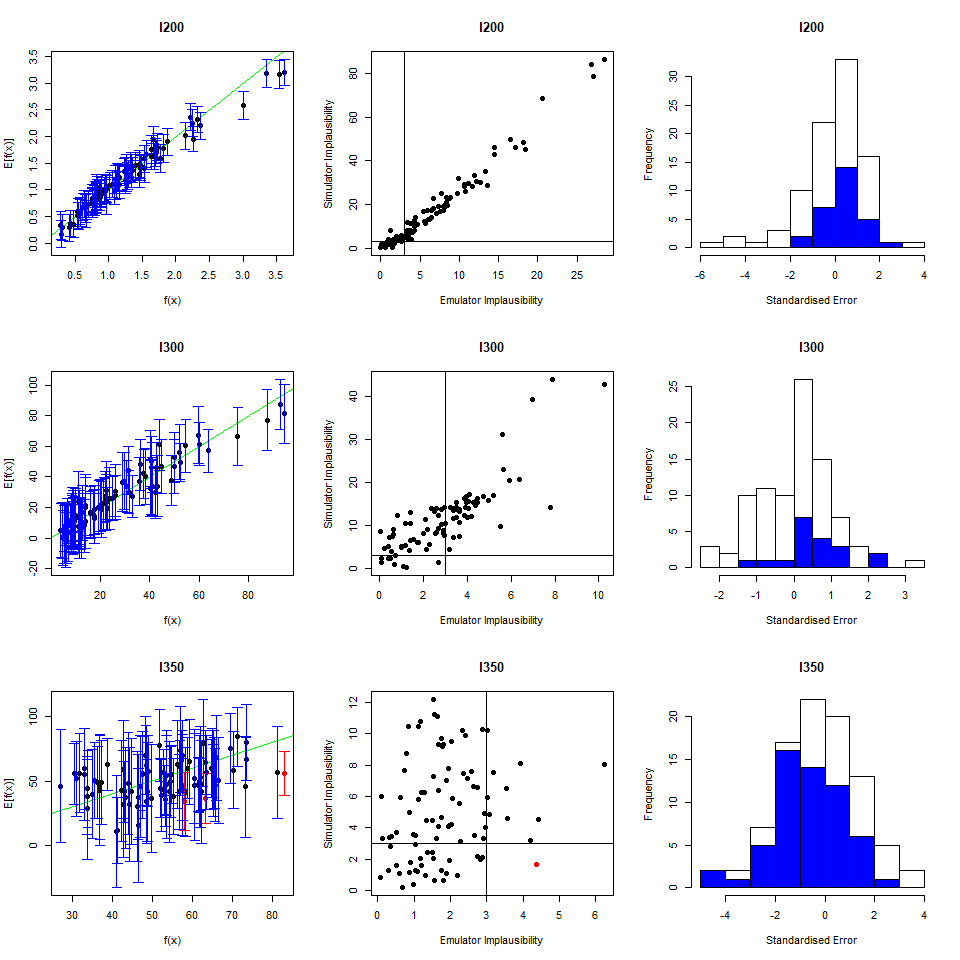 I200
E[f(x)]
0.0 0.5 1.0 1.5 2.0 2.5 3.0 3.5
0.5 1.0 1.5 2.0 2.5 3.0 3.5
f(x)
I200
Simulator Implausibility
0 20 40 60 80
0 5 10 15 20 25
Emulator Implausibility
I200
Frequency
0 5 10 15 20 25 30
-6 -4 -2 0 2 4
Standardised Error
I300
E[f(x)]
-20 0 20 40 60 80 100
20 40 60 80
f(x)
I300
Simulator Implausibility
0 10 20 30 40
0 2 4 6 8 10
Emulator Implausibility
I300
Frequency
0 5 10 15 20 25
-2 -1 0 1 2 3
Standardised Error
I350
E[f(x)]
0 50 100
30 40 50 60 70 80
f(x)
I350
Simulator Implausibility
0 2 4 6 8 10 12
0 1 2 3 4 5 6
Emulator Implausibility
I350
Frequency
0 5 10 15 20
-4 -2 0 2 4
Standardised Error